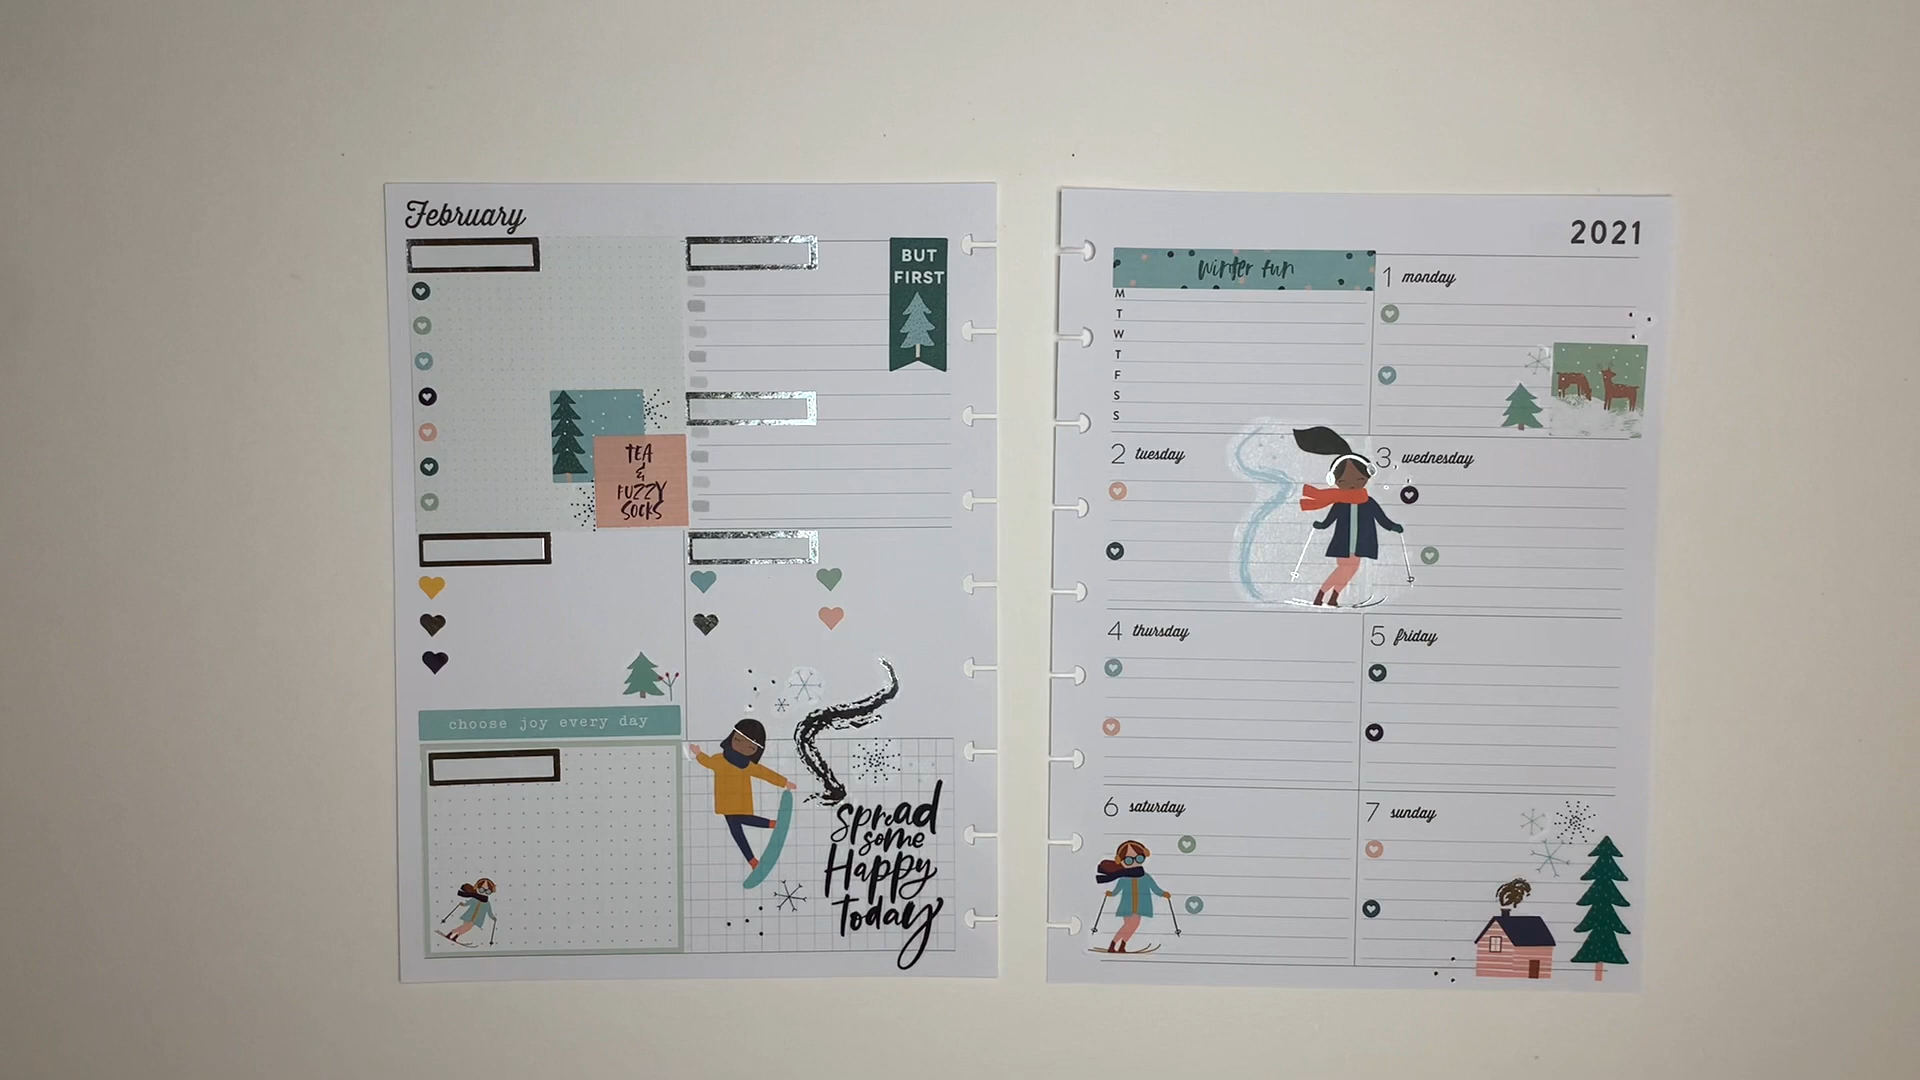 February
BUT
FIRST
TEA
&
FUZZY
SOCKS
choose joy every day
spread
some
Happy
today
2021
winter fun
M
T
W
T
F
S
S
1 monday
2 tuesday
3 wednesday
4 thursday
5 friday
6 saturday
7 sunday